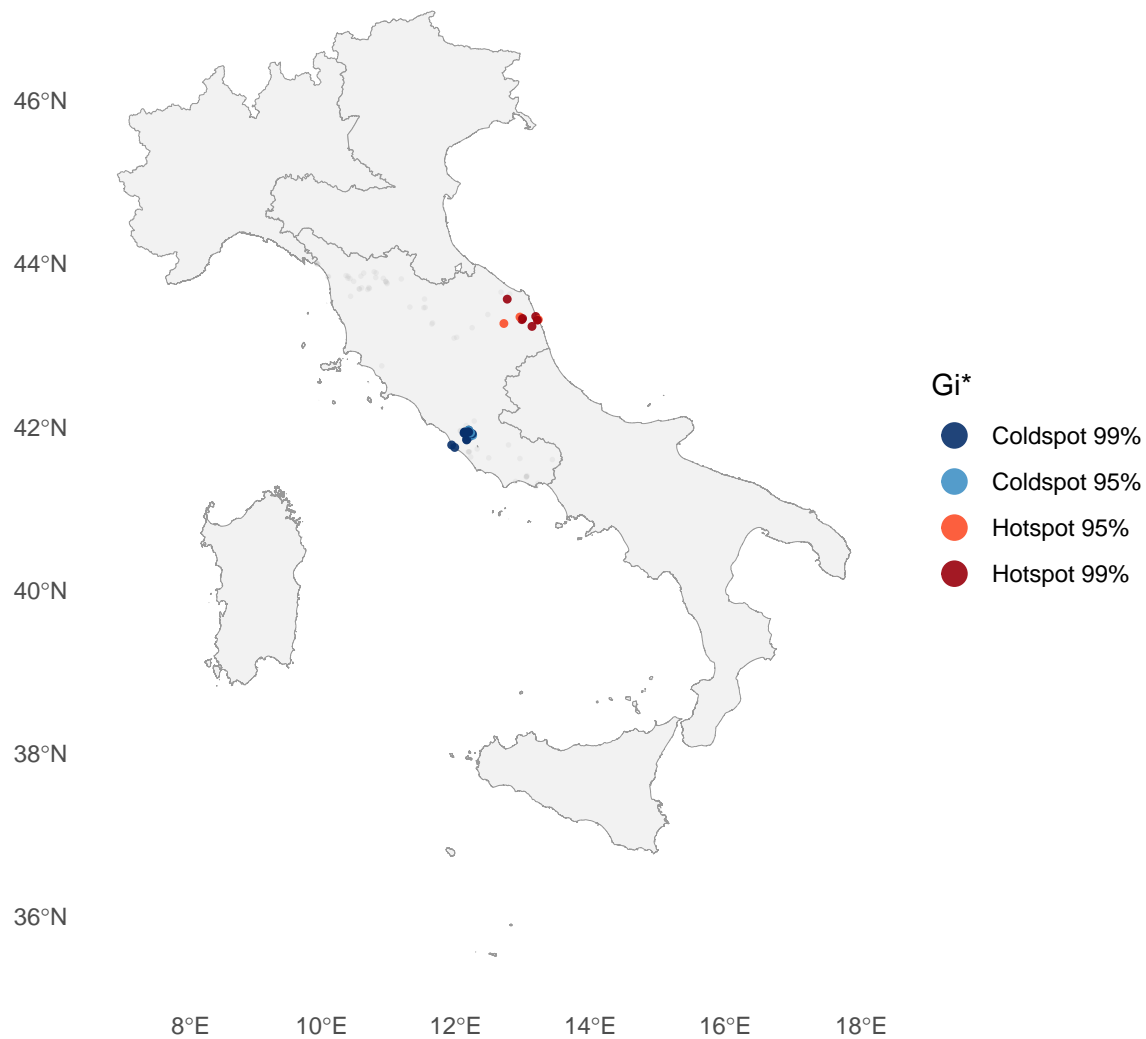 46°N
44°N
42°N
40°N
38°N
36°N
8°E
10°E
12°E
14°E
16°E
18°E
Gi*
Coldspot 99%
Coldspot 95%
Hotspot 95%
Hotspot 99%